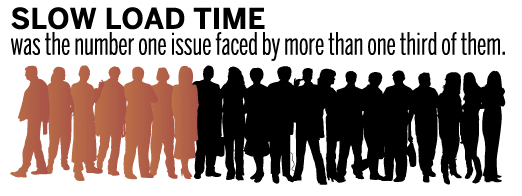 SLOW LOAD TIME
was the number one issue faced by more than one third of them.